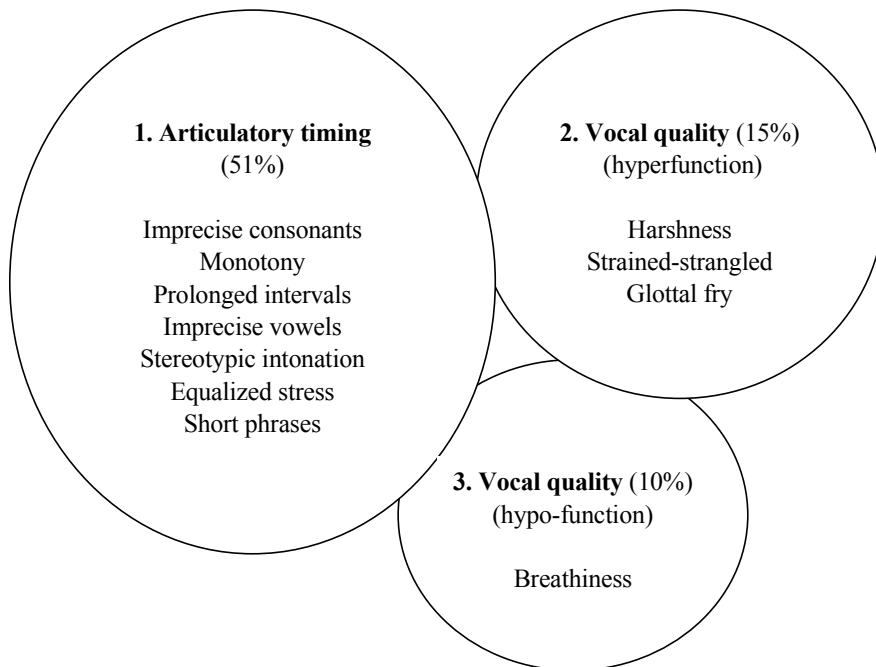 1. Articulatory timing
(51%)
Imprecise consonants
Monotony
Prolonged intervals
Imprecise vowels
Stereotypic intonation
Equalized stress
Short phrases
2. Vocal quality (15%)
(hyperfunction)
Harshness
Strained-strangled
Glottal fry
3. Vocal quality (10%)
(hypo-function)
Breathiness